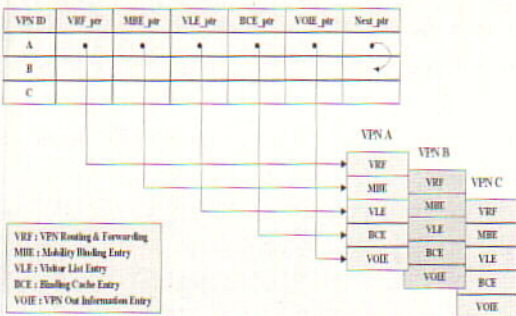 VPN ID VRF_ptr MBE_ptr VLE_ptr BCE_ptr VOIE_ptr Next_ptr
A
B
C
VPN A
VRF
MBE
VLE
BCE
VOIE
VPN B
VRF
MBE
VLE
BCE
VOIE
VPN C
VRF
MBE
VLE
BCE
VOIE
VRF : VPN Routing & Forwarding
MBE : Mobility Binding Entry
VLE : Visitor List Entry
BCE : Binding Cache Entry
VOIE : VPN Out Information Entry